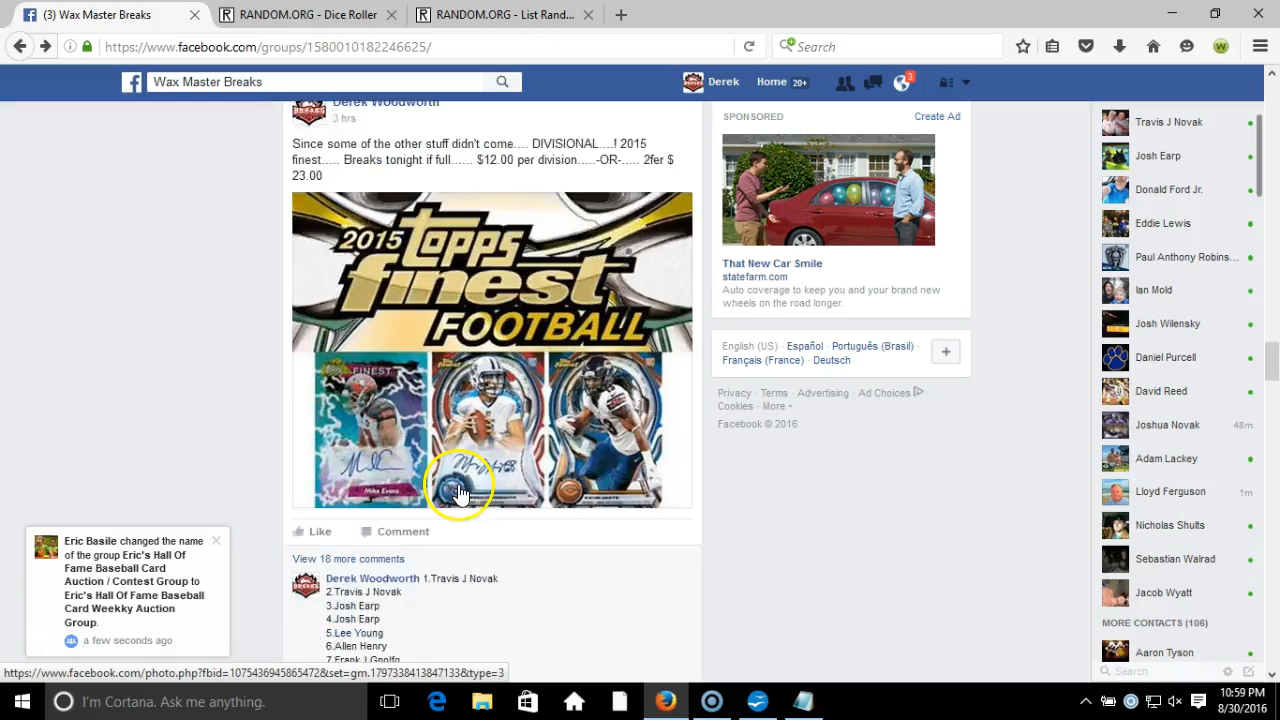 (3) Wax Master Breaks
RANDOM.ORG - List Rand...
RANDOM.ORG - List Rand...
https://www.facebook.com/groups/1580010182246625/
Search
Wax Master Breaks
Derek
Home 20+
3
Derek Woodworth
3 hrs
Since some of the other stuff didn't come.... DIVISIONAL....! 2015
finest..... Breaks tonight if full...... $12.00 per division.....-OR-..... 2fer $
23.00
2015 topps
finest
FOOTBALL
FINEST
Mike Evans
Like
Comment
View 18 more comments
Derek Woodworth 1.Travis J Novak
2.Travis J Novak
3.Josh Earp
4.Josh Earp
5.Lee Young
6.Allen Henry
7.Frank J Gnolfo
SPONSORED
Create Ad
That New Car Smile
statefarm.com
Auto coverage to keep you and your brand new
wheels on the road longer.
English (US) · Español · Português (Brasil) ·
Français (France) · Deutsch
Privacy · Terms · Advertising · Ad Choices ·
Cookies · More
Facebook © 2016
Travis J Novak
Josh Earp
Donald Ford Jr.
Eddie Lewis
Paul Anthony Robins...
Ian Mold
Josh Wilensky
Daniel Purcell
David Reed
Joshua Novak 48m
Adam Lackey
Lloyd Ferguson 1m
Nicholas Shults
Sebastian Walrad
Jacob Wyatt
MORE CONTACTS (106)
Aaron Tyson
Search
Eric Basile changed the name
of the group Eric's Hall Of
Fame Baseball Card
Auction / Contest Group to
Eric's Hall Of Fame Baseball
Card Weekky Auction
Group.
a few seconds ago
https://www.facebook.com/photo.php?fbid=1075436945865472&set=gm.1797338413847133&type=3
I'm Cortana. Ask me anything.
10:59 PM
8/30/2016